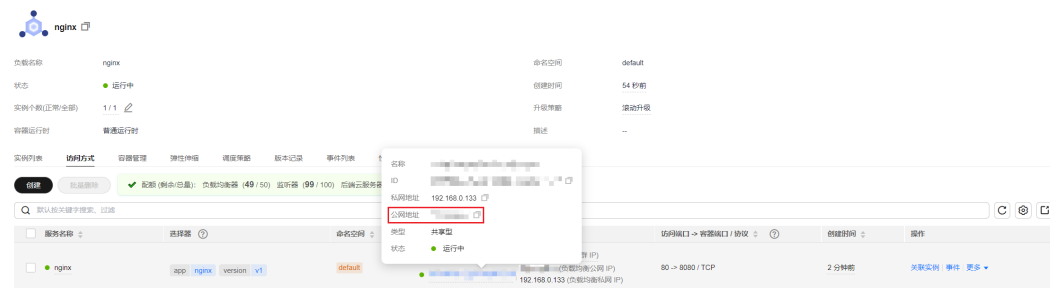 nginx
负载名称 nginx 命名空间 default
状态 运行中 创建时间 54 秒前
实例个数(正常/全部) 1 / 1 升级策略 滚动升级
容器运行时 普通运行时 描述 --
实例列表 访问方式 容器管理 弹性伸缩 调度策略 版本记录 事件列表
创建 批量删除 配额 (剩余/总量): 负载均衡器 (49 / 50) 监听器 (99 / 100) 后端云服务器
名称
ID
私网地址 192.168.0.133
公网地址
类型 共享型
状态 运行中
默认按关键字搜索、过滤
服务名称 选择器 命名空间 访问端口 -> 容器端口 / 协议 创建时间 操作
nginx app nginx version v1 default 群 IP) 80 -> 8080 / TCP 2 分钟前 关联实例 事件 更多
(负载均衡公网 IP)
192.168.0.133 (负载均衡私网 IP)